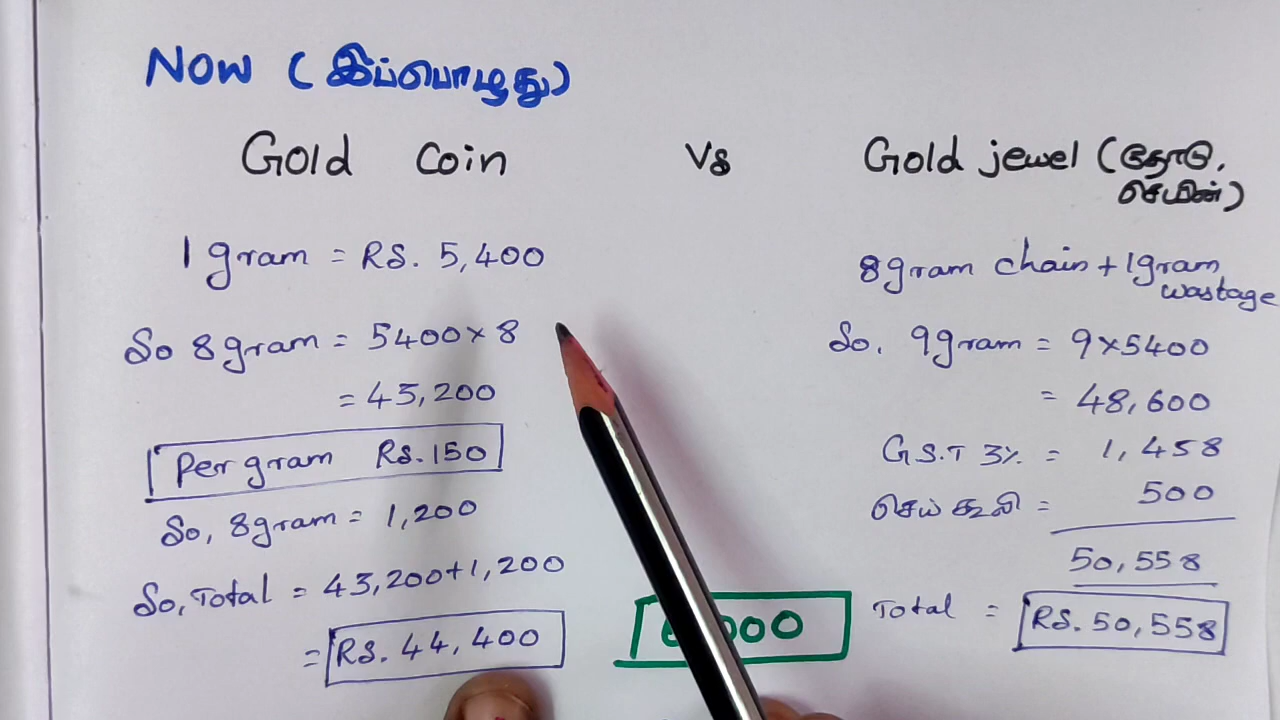 Now (இப்பொழுது)
Gold coin Vs Gold jewel (தோடு,
செயின்)
1 gram = RS. 5,400
So 8 gram = 5400 x 8
= 43,200
Per gram RS. 150
So, 8 gram = 1,200
So, Total = 43,200+1,200
= RS. 44,400
8 gram chain + 1 gram
wastage
So, 9 gram = 9x5400
= 48,600
G.S.T 3% = 1,458
செய்கூலி = 500
50,558
Total = RS. 50,558